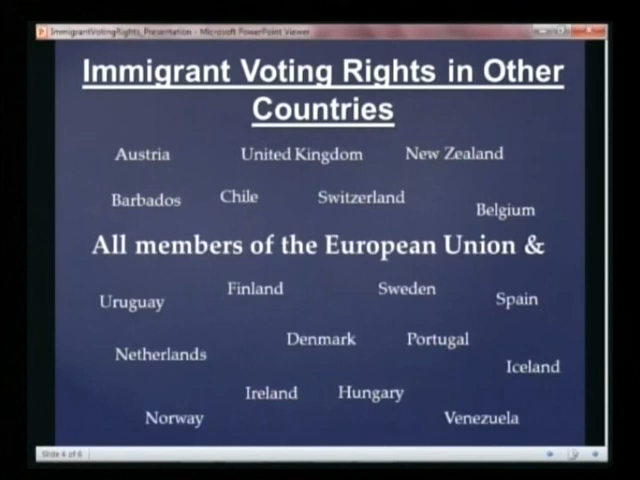 ImmigrantVotingRights_Presentation - Microsoft PowerPoint Viewer
Immigrant Voting Rights in Other
Countries
Austria United Kingdom New Zealand
Barbados Chile Switzerland Belgium
All members of the European Union &
Uruguay Finland Sweden Spain
Netherlands Denmark Portugal Iceland
Ireland Hungary
Norway Venezuela
Slide 4 of 6